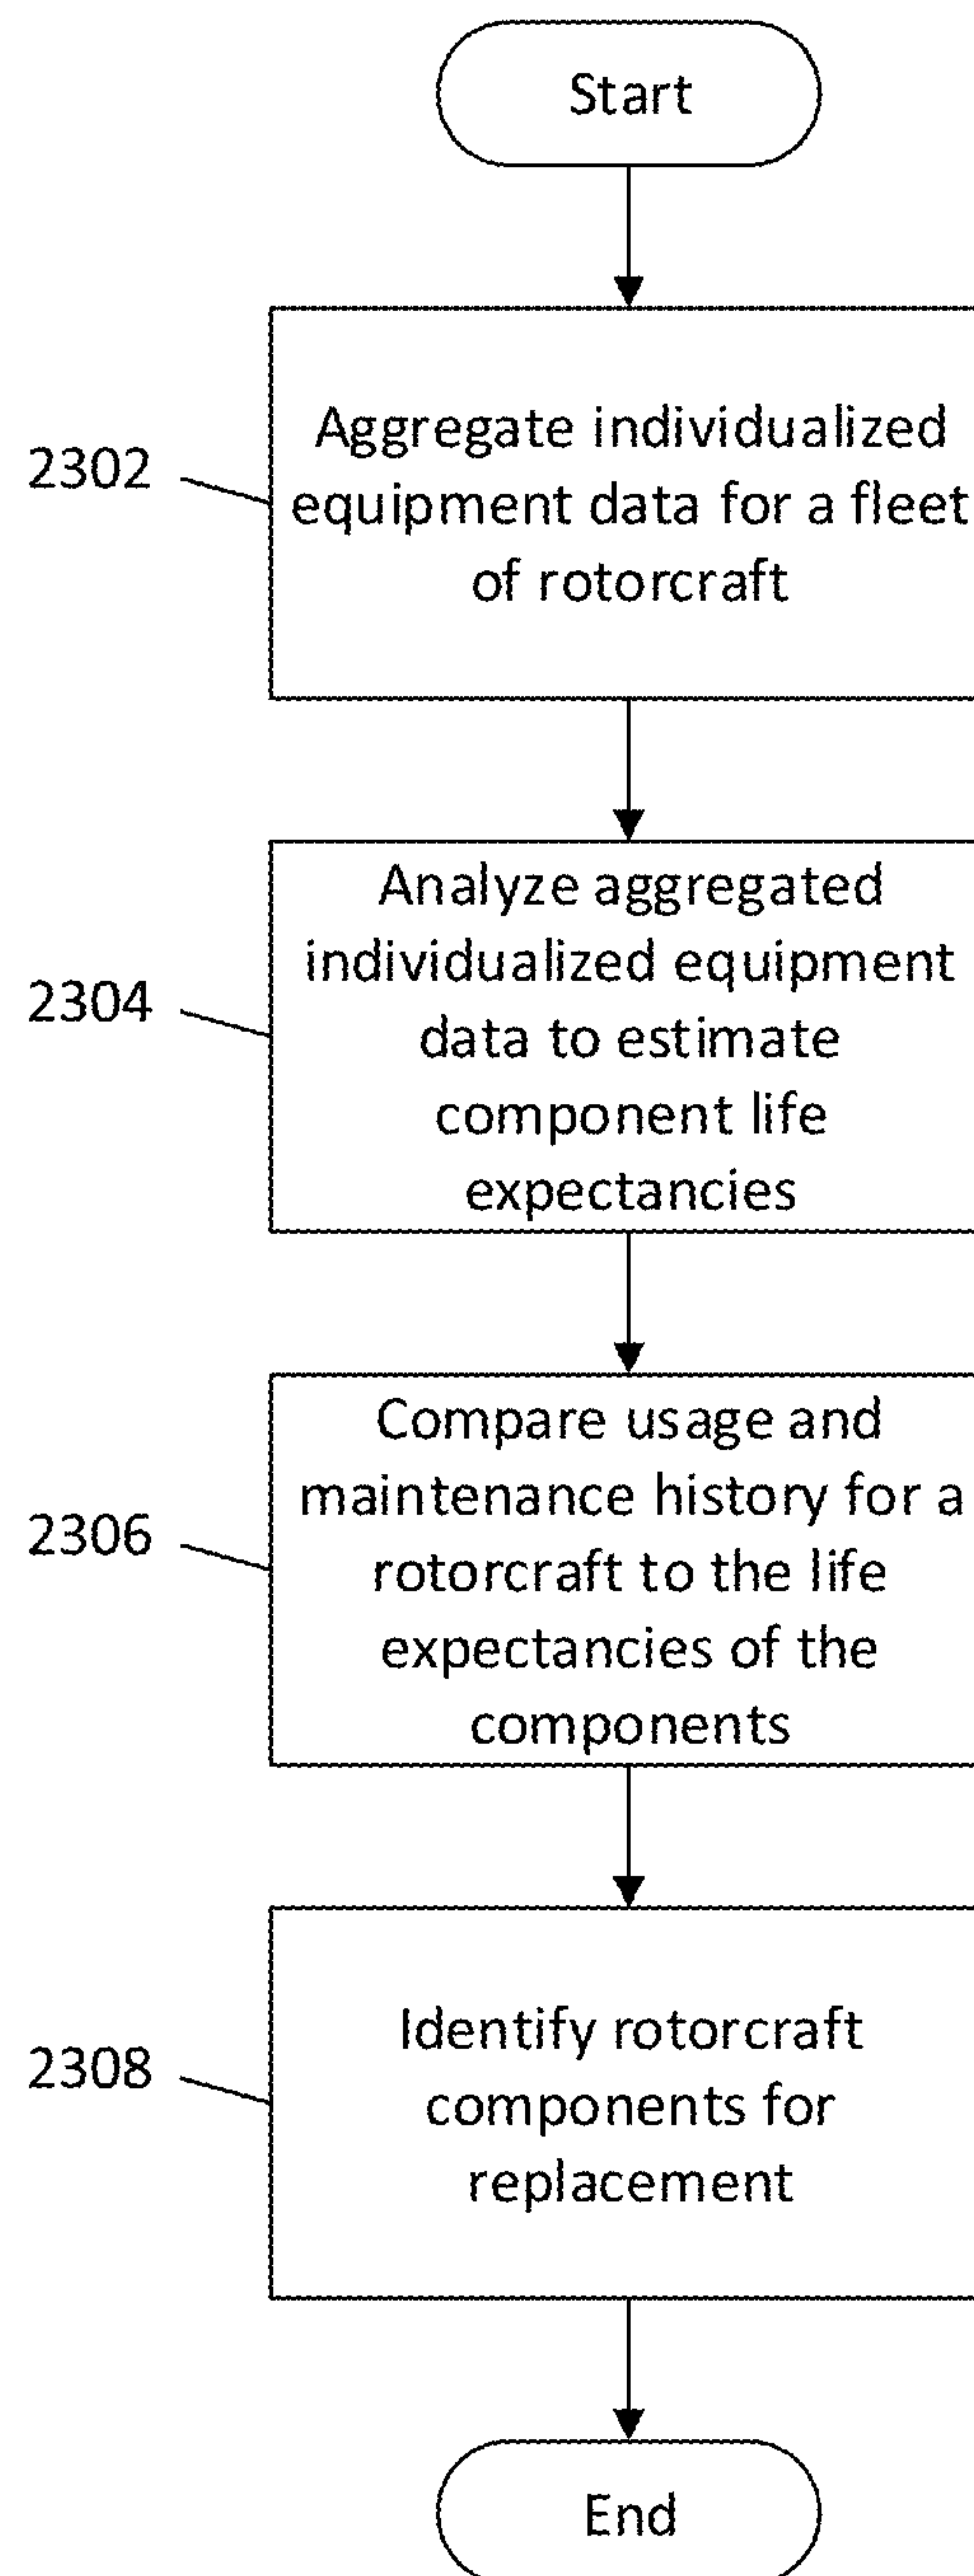 Start
2302
Aggregate individualized
equipment data for a fleet
of rotorcraft
2304
Analyze aggregated
individualized equipment
data to estimate
component life
expectancies
2306
Compare usage and
maintenance history for a
rotorcraft to the life
expectancies of the
components
2308
Identify rotorcraft
components for
replacement
End